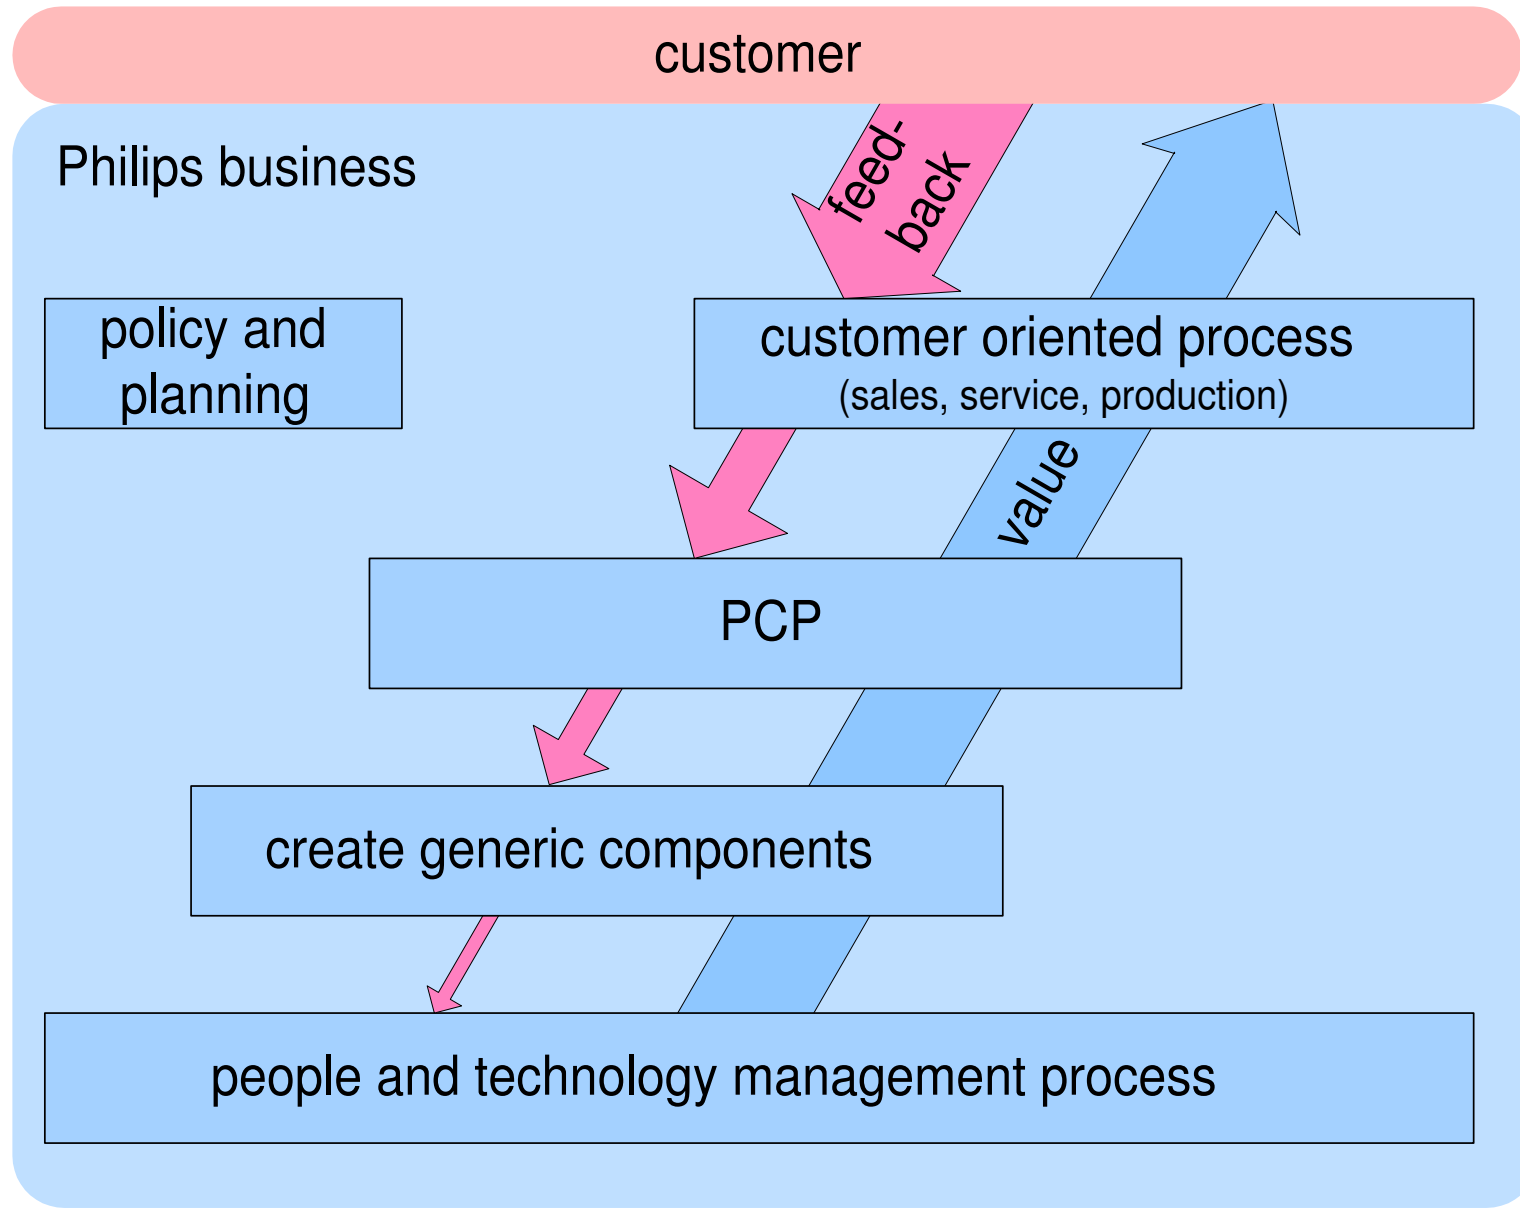 customer
Philips business
feed-
back
policy and
planning
customer oriented process
(sales, service, production)
value
PCP
create generic components
people and technology management process